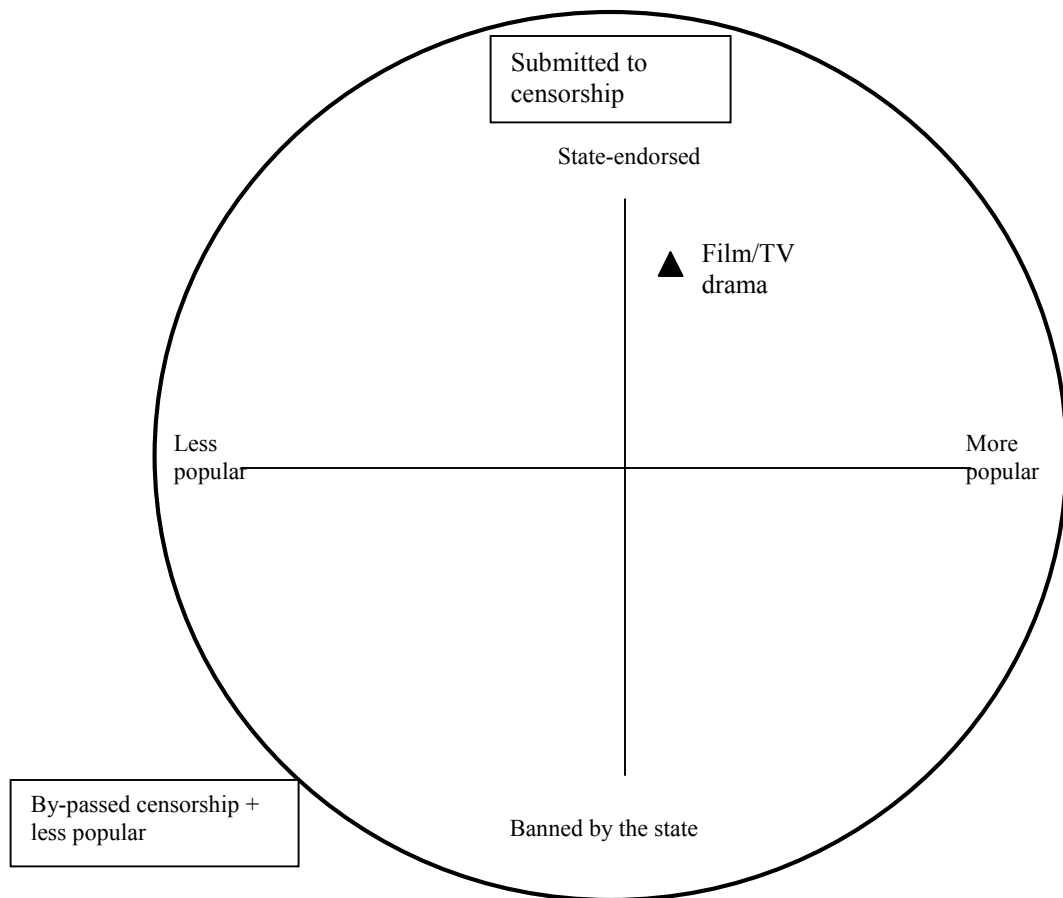 Submitted to
censorship
State-endorsed
Film/TV
drama
Less
popular
More
popular
By-passed censorship +
less popular
Banned by the state